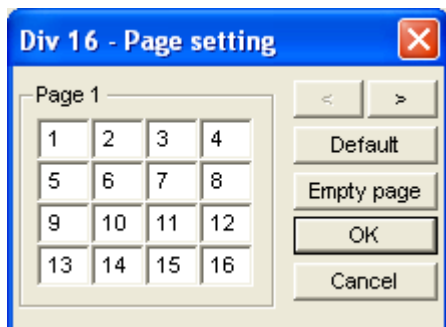 Div 16 - Page setting
Page 1
< >
1 2 3 4
Default
5 6 7 8
Empty page
9 10 11 12
OK
13 14 15 16
Cancel